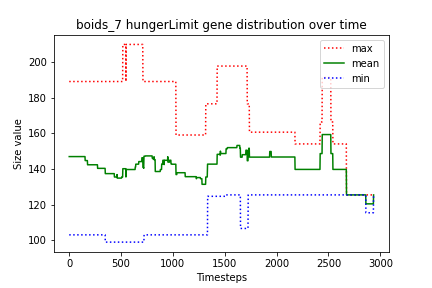 boids_7 hungerLimit gene distribution over time
max
mean
min
Size value
200
180
160
140
120
100
0
500
1000
1500
2000
2500
3000
Timesteps